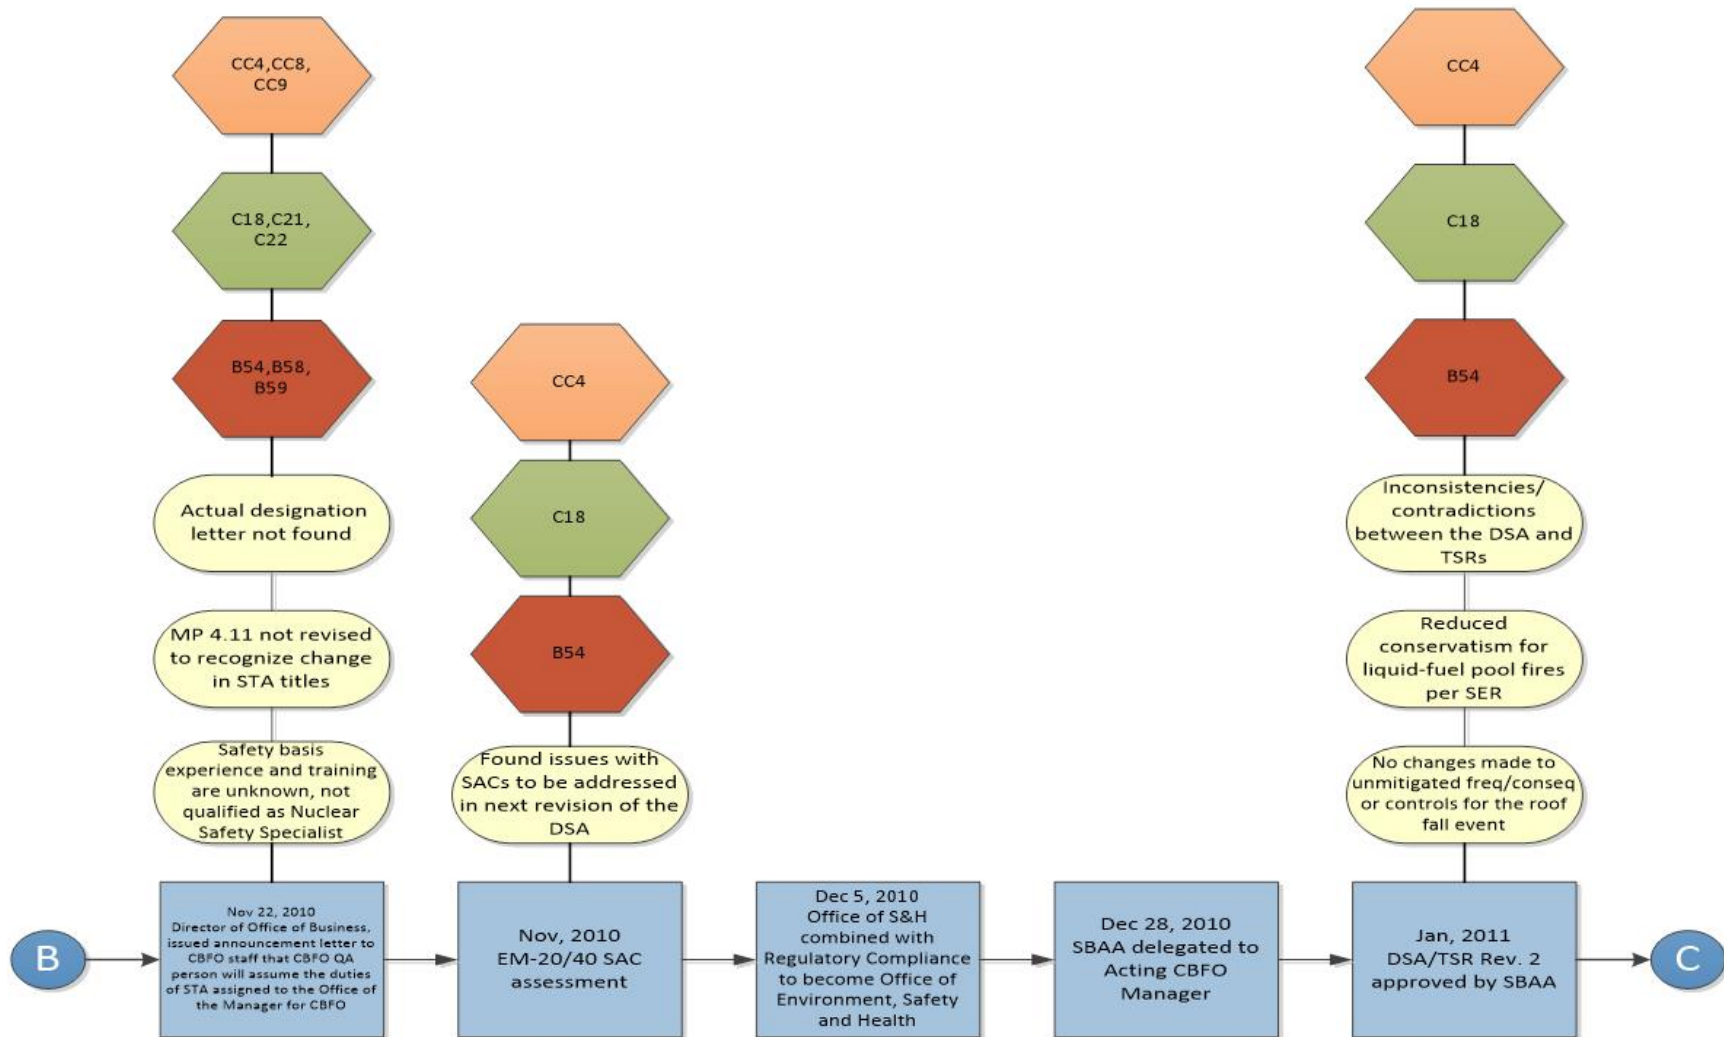 CC4,CC8,
CC9
C18,C21,
C22
B54,B58,
B59
Actual designation
letter not found
MP 4.11 not revised
to recognize change
in STA titles
Safety basis
experience and training
are unknown, not
qualified as Nuclear
Safety Specialist
Nov 22, 2010
Director of Office of Business,
issued announcement letter to
CBFO staff that CBFO QA
person will assume the duties
of STA assigned to the Office of
the Manager for CBFO
CC4
C18
B54
Found issues with
SACs to be addressed
in next revision of the
DSA
Nov, 2010
EM-20/40 SAC
assessment
Dec 5, 2010
Office of S&H
combined with
Regulatory Compliance
to become Office of
Environment, Safety
and Health
Dec 28, 2010
SBAA delegated to
Acting CBFO
Manager
CC4
C18
B54
Inconsistencies/
contradictions
between the DSA and
TSRs
Reduced
conservatism for
liquid-fuel pool fires
per SER
No changes made to
unmitigated freq/conseq
or controls for the roof
fall event
Jan, 2011
DSA/TSR Rev. 2
approved by SBAA
B
C